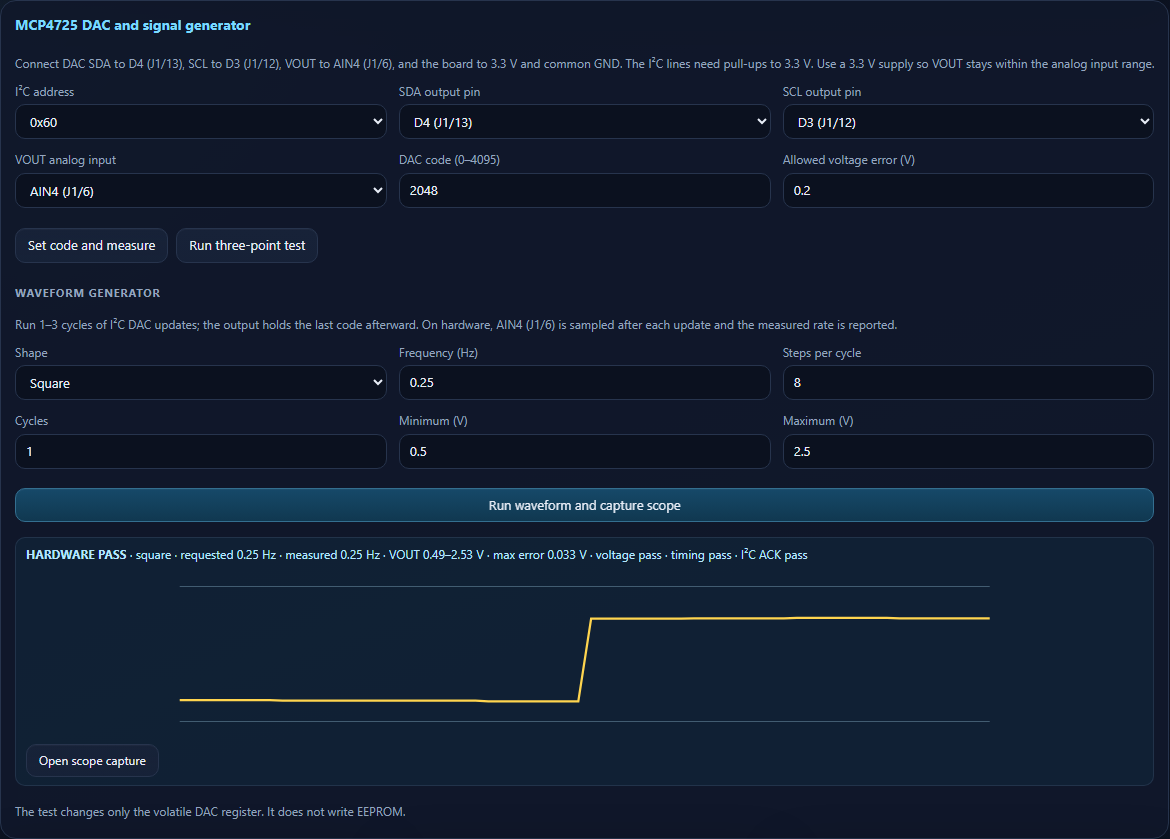 MCP4725 DAC and signal generator
Connect DAC SDA to D4 (J1/13), SCL to D3 (J1/12), VOUT to AIN4 (J1/6), and the board to 3.3 V and common GND. The I²C lines need pull-ups to 3.3 V. Use a 3.3 V supply so VOUT stays within the analog input range.
I²C address SDA output pin SCL output pin
0x60 D4 (J1/13) D3 (J1/12)
VOUT analog input DAC code (0–4095) Allowed voltage error (V)
AIN4 (J1/6) 2048 0.2
Set code and measure Run three-point test
WAVEFORM GENERATOR
Run 1–3 cycles of I²C DAC updates; the output holds the last code afterward. On hardware, AIN4 (J1/6) is sampled after each update and the measured rate is reported.
Shape Frequency (Hz) Steps per cycle
Square 0.25 8
Cycles Minimum (V) Maximum (V)
1 0.5 2.5
Run waveform and capture scope
HARDWARE PASS · square · requested 0.25 Hz · measured 0.25 Hz · VOUT 0.49–2.53 V · max error 0.033 V · voltage pass · timing pass · I²C ACK pass
Open scope capture
The test changes only the volatile DAC register. It does not write EEPROM.